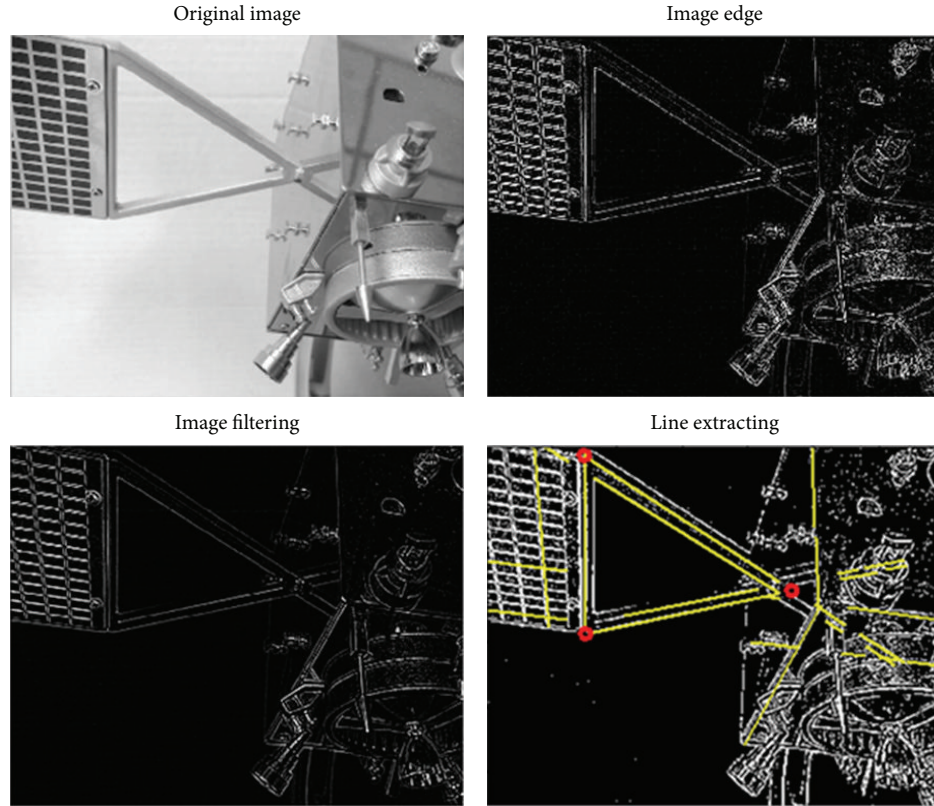 Original image
Image edge
Image filtering
Line extracting